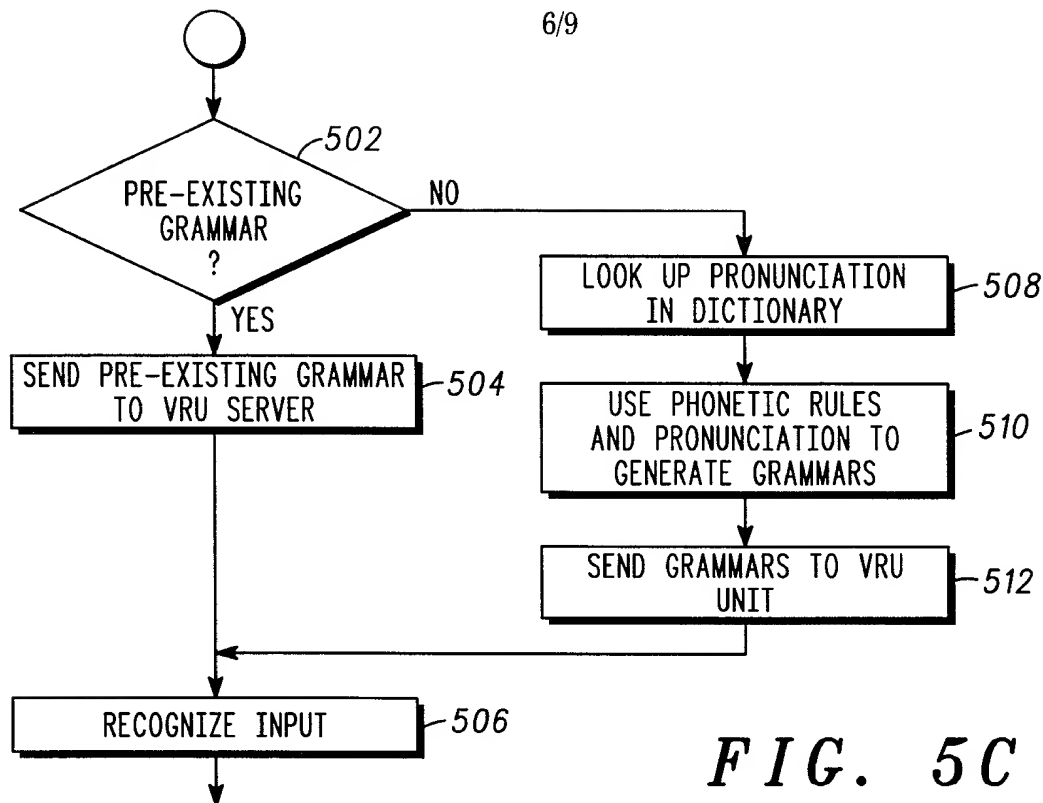 6/9
502
PRE-EXISTING
GRAMMAR
?
NO
YES
SEND PRE-EXISTING GRAMMAR
TO VRU SERVER
504
LOOK UP PRONUNCIATION
IN DICTIONARY
508
USE PHONETIC RULES
AND PRONUNCIATION TO
GENERATE GRAMMARS
510
SEND GRAMMARS TO VRU
UNIT
512
RECOGNIZE INPUT
506
FIG. 5C